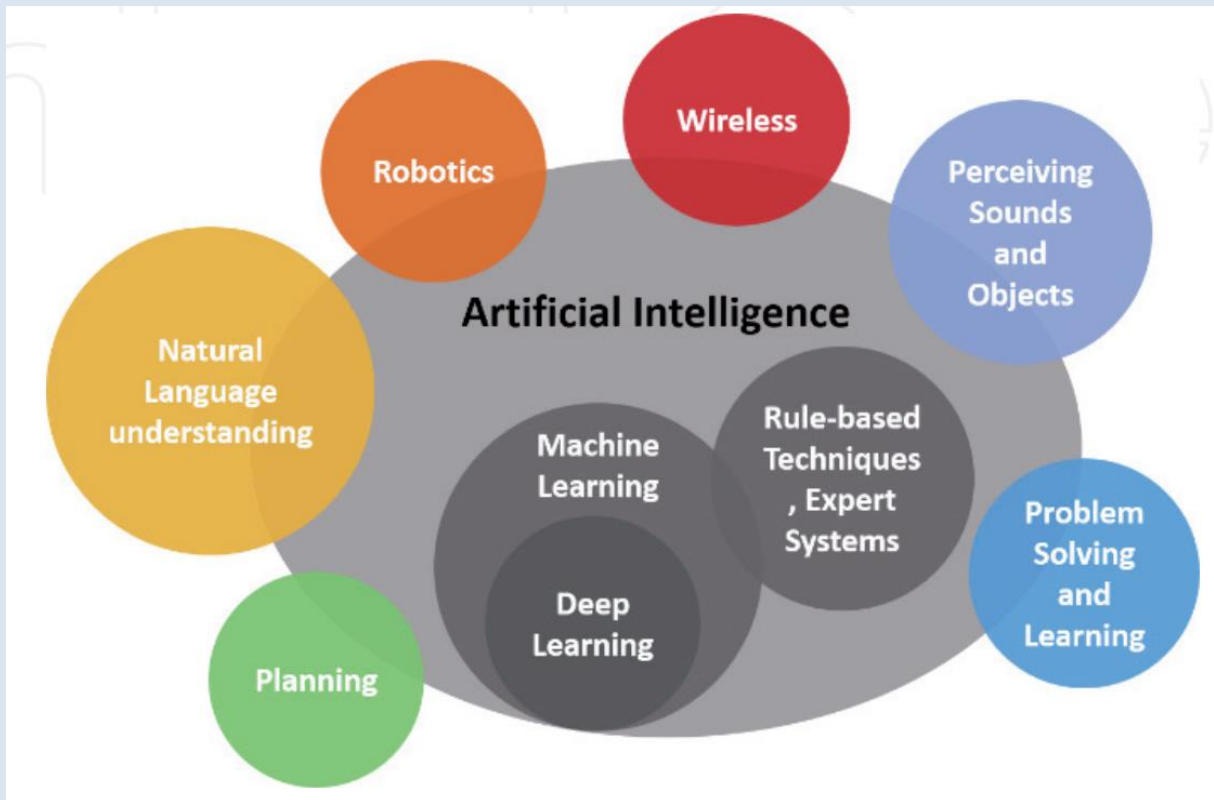 Wireless
Robotics
Perceiving
Sounds
and
Objects
Artificial Intelligence
Natural
Language
understanding
Machine
Learning
Rule-based
Techniques
, Expert
Systems
Problem
Solving
and
Learning
Deep
Learning
Planning